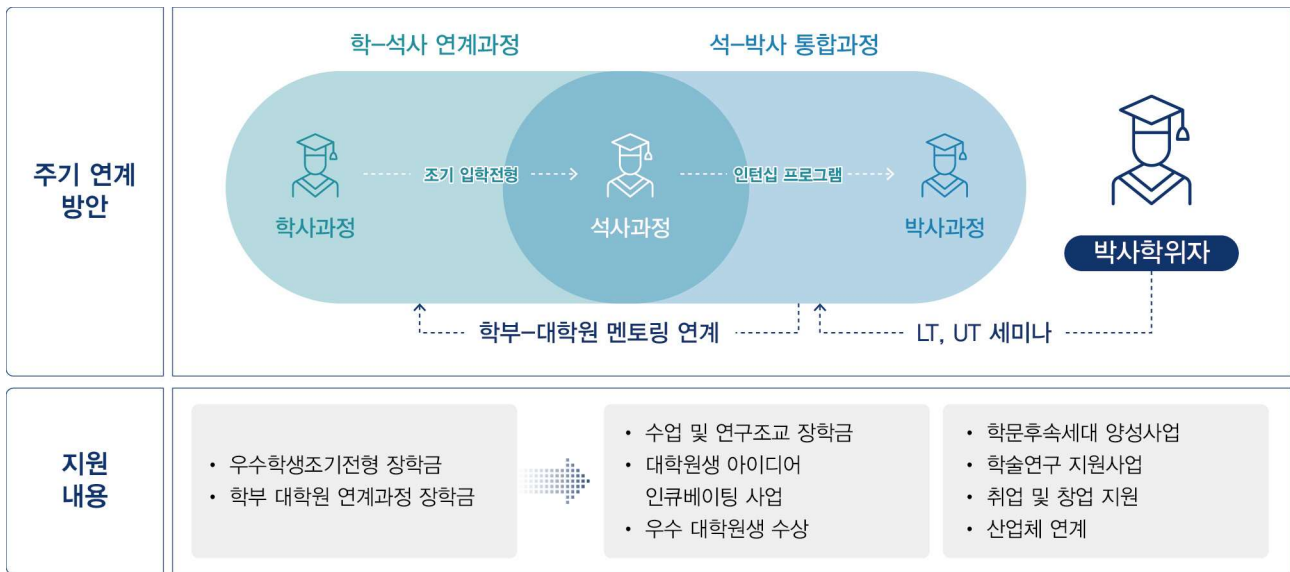 주기 연계
방안
학-석사 연계과정
석-박사 통합과정
조기 입학전형
인턴십 프로그램
학사과정
석사과정
박사과정
박사학위자
학부-대학원 멘토링 연계
LT, UT 세미나
지원
내용
• 우수학생조기전형 장학금
• 학부 대학원 연계과정 장학금
• 수업 및 연구조교 장학금
• 대학원생 아이디어
인큐베이팅 사업
• 우수 대학원생 수상
• 학문후속세대 양성사업
• 학술연구 지원사업
• 취업 및 창업 지원
• 산업체 연계